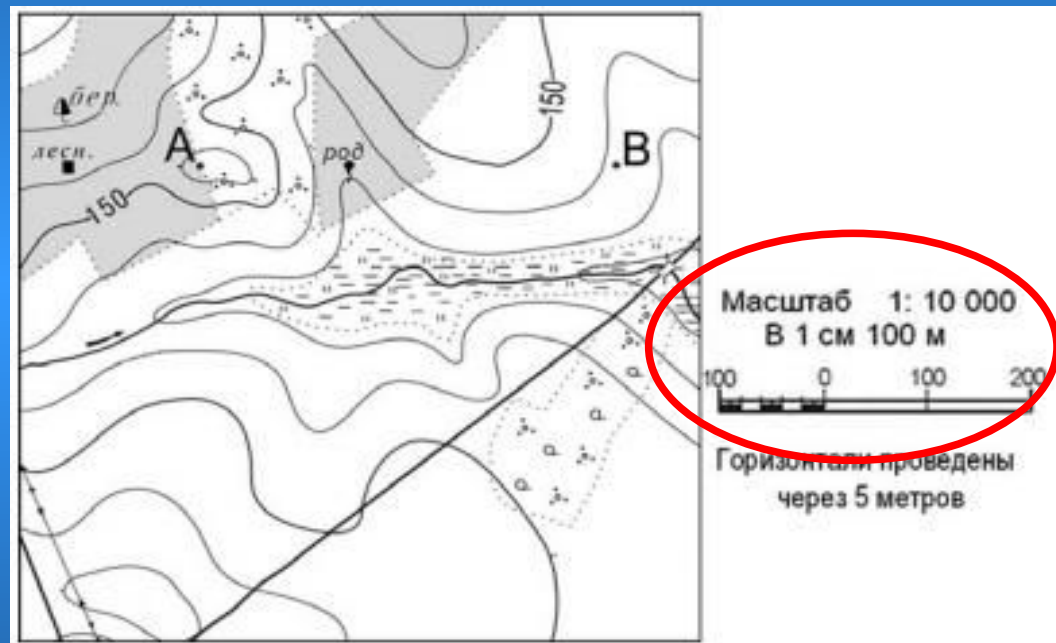 150
бер.
А
В
лесн.
род
150
Масштаб 1: 10 000
В 1 см 100 м
100 0 100 200
Горизонтали проведены
через 5 метров